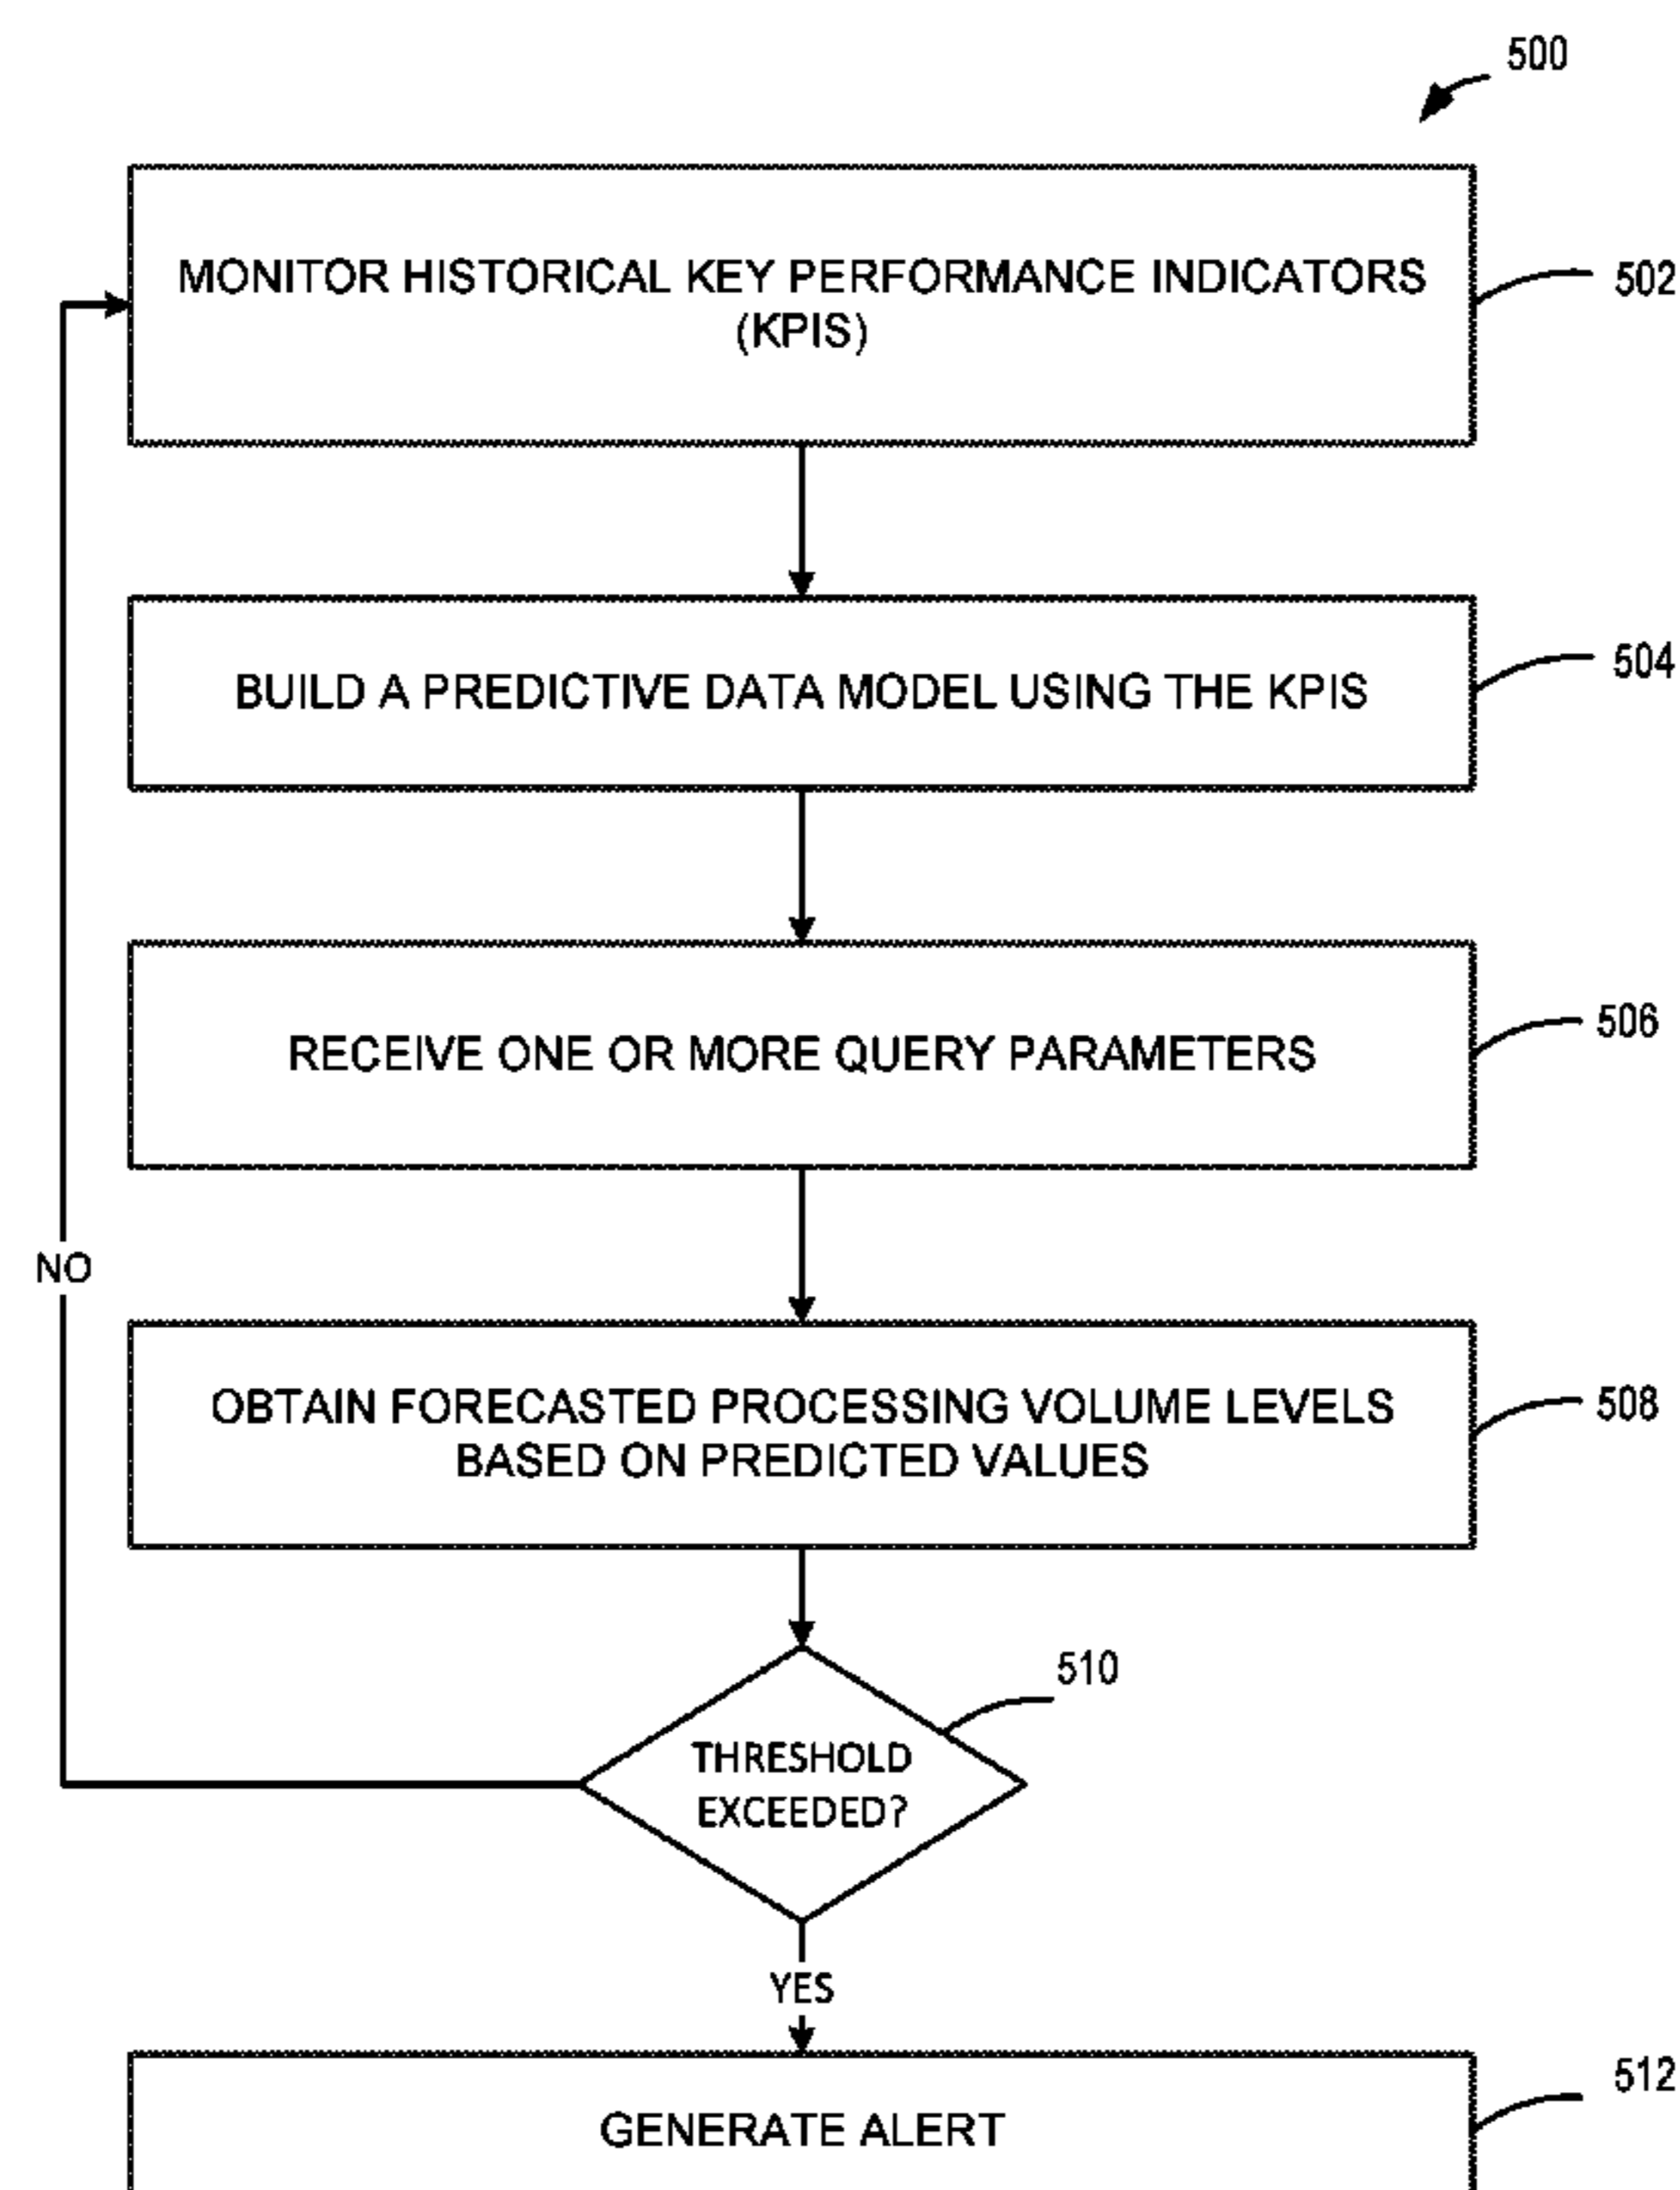 500
MONITOR HISTORICAL KEY PERFORMANCE INDICATORS
(KPIS)
502
BUILD A PREDICTIVE DATA MODEL USING THE KPIS
504
RECEIVE ONE OR MORE QUERY PARAMETERS
506
NO
OBTAIN FORECASTED PROCESSING VOLUME LEVELS
BASED ON PREDICTED VALUES
508
510
THRESHOLD
EXCEEDED?
YES
GENERATE ALERT
512